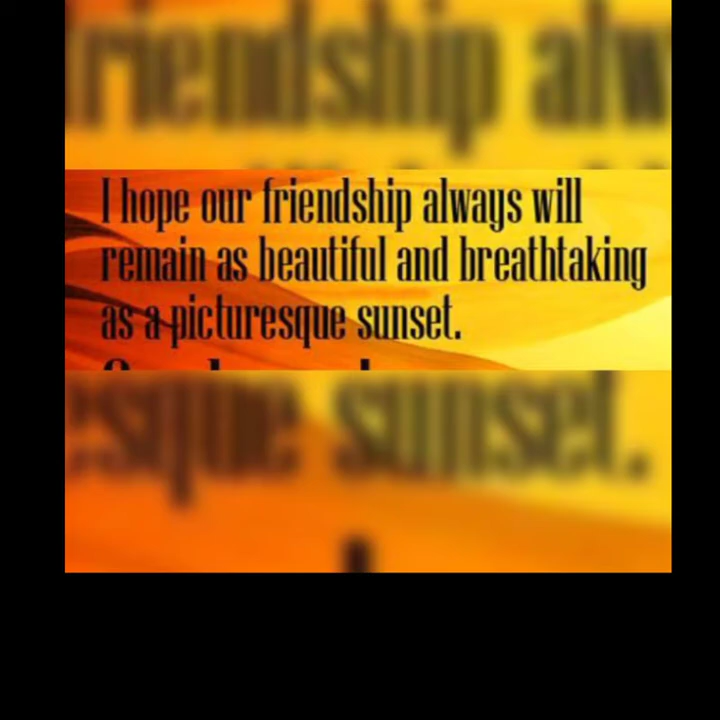 I hope our friendship always will
remain as beautiful and breathtaking
as a picturesque sunset.